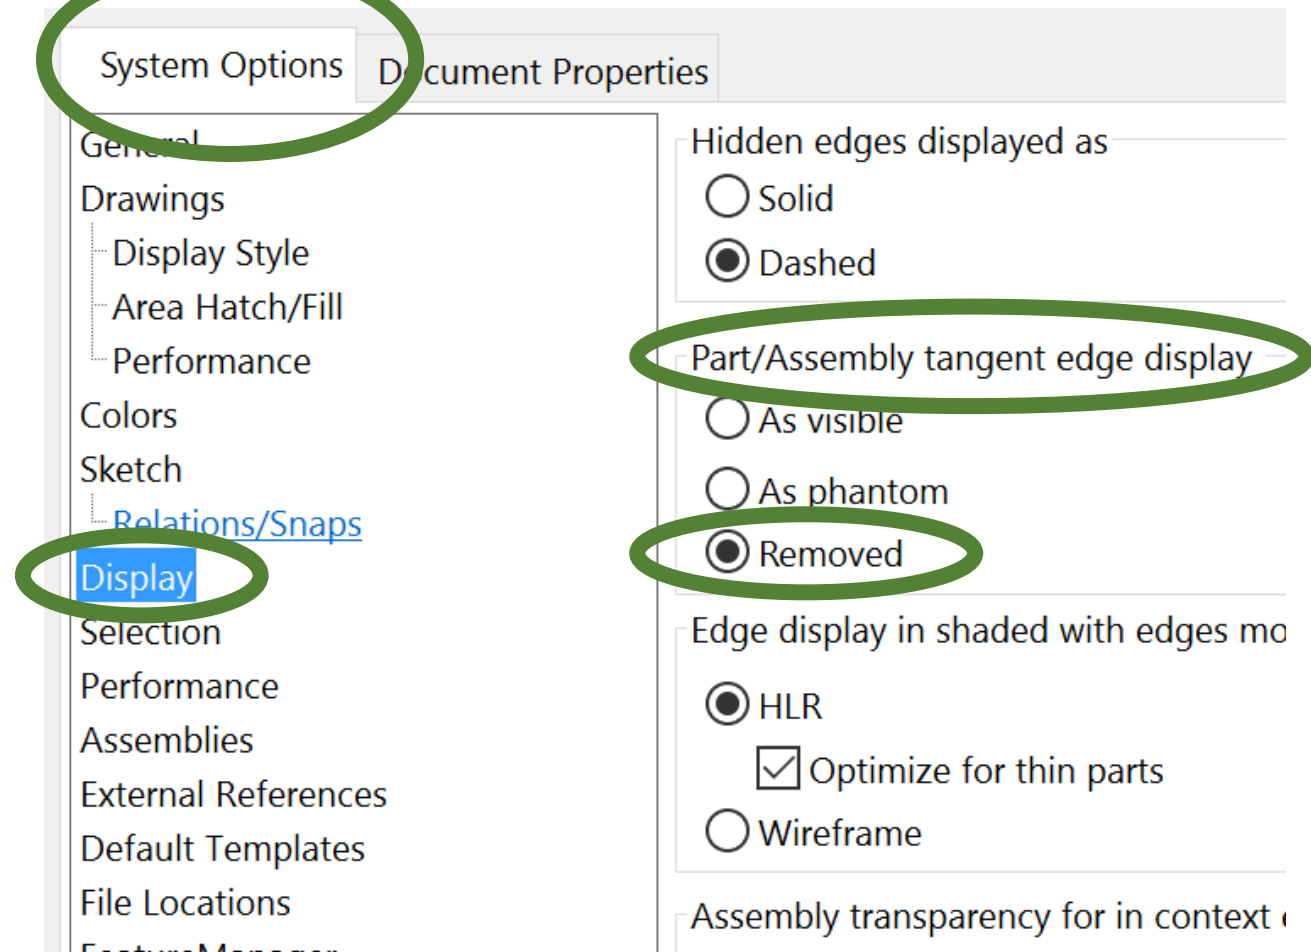 System Options
Document Properties
General
Drawings
Display Style
Area Hatch/Fill
Performance
Colors
Sketch
Relations/Snaps
Display
Selection
Performance
Assemblies
External References
Default Templates
File Locations
FeatureManager
Hidden edges displayed as
Solid
Dashed
Part/Assembly tangent edge display
As visible
As phantom
Removed
Edge display in shaded with edges mo
HLR
Optimize for thin parts
Wireframe
Assembly transparency for in context